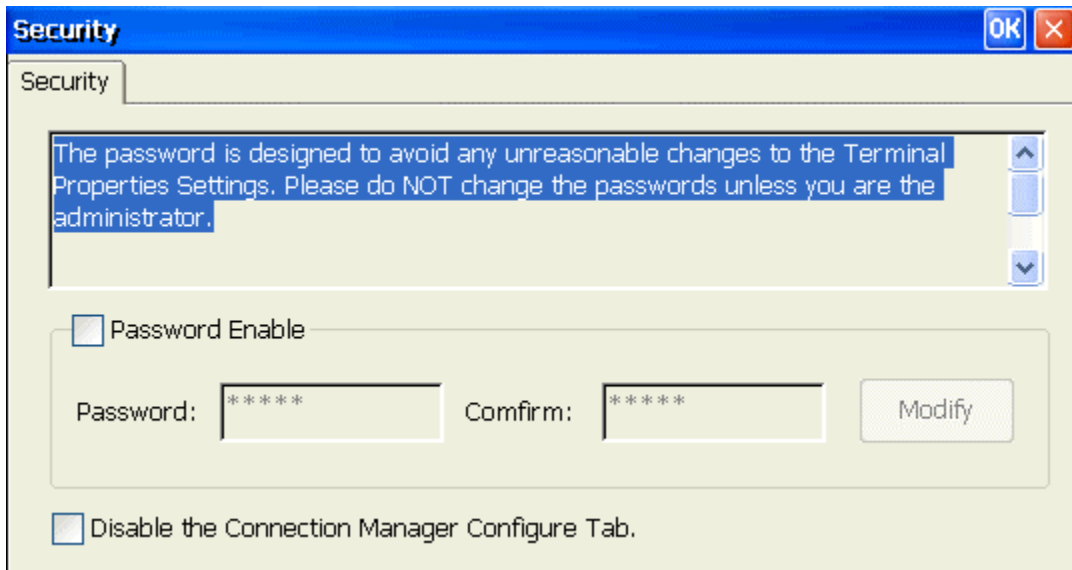 Security
OK
Security
The password is designed to avoid any unreasonable changes to the Terminal
Properties Settings. Please do NOT change the passwords unless you are the
administrator.
Password Enable
Password: ***** Comfirm: ***** Modify
Disable the Connection Manager Configure Tab.